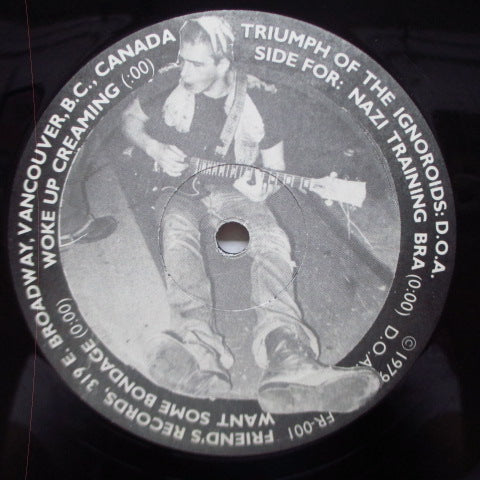 TRIUMPH OF THE IGNOROIDS: D.O.A.
SIDE FOR: NAZI TRAINING BRA (0:00) D.O.A.
©1979
FR-001
WANT SOME BONDAGE (0:00)
WOKE UP CREAMING (:00)
FRIEND'S RECORDS, 319 E. BROADWAY, VANCOUVER, B.C., CANADA